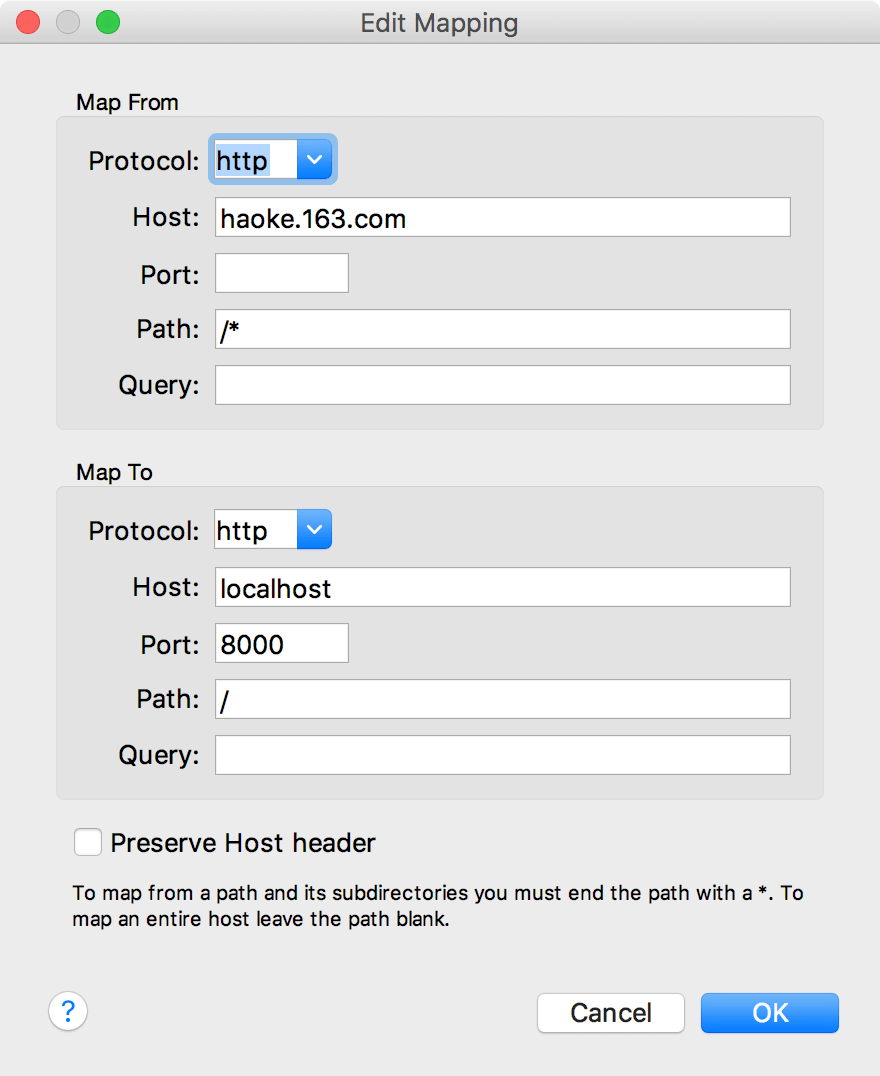 Edit Mapping
Map From
Protocol: http
Host: haoke.163.com
Port:
Path: /*
Query:
Map To
Protocol: http
Host: localhost
Port: 8000
Path: /
Query:
Preserve Host header
To map from a path and its subdirectories you must end the path with a *. To
map an entire host leave the path blank.
? Cancel OK